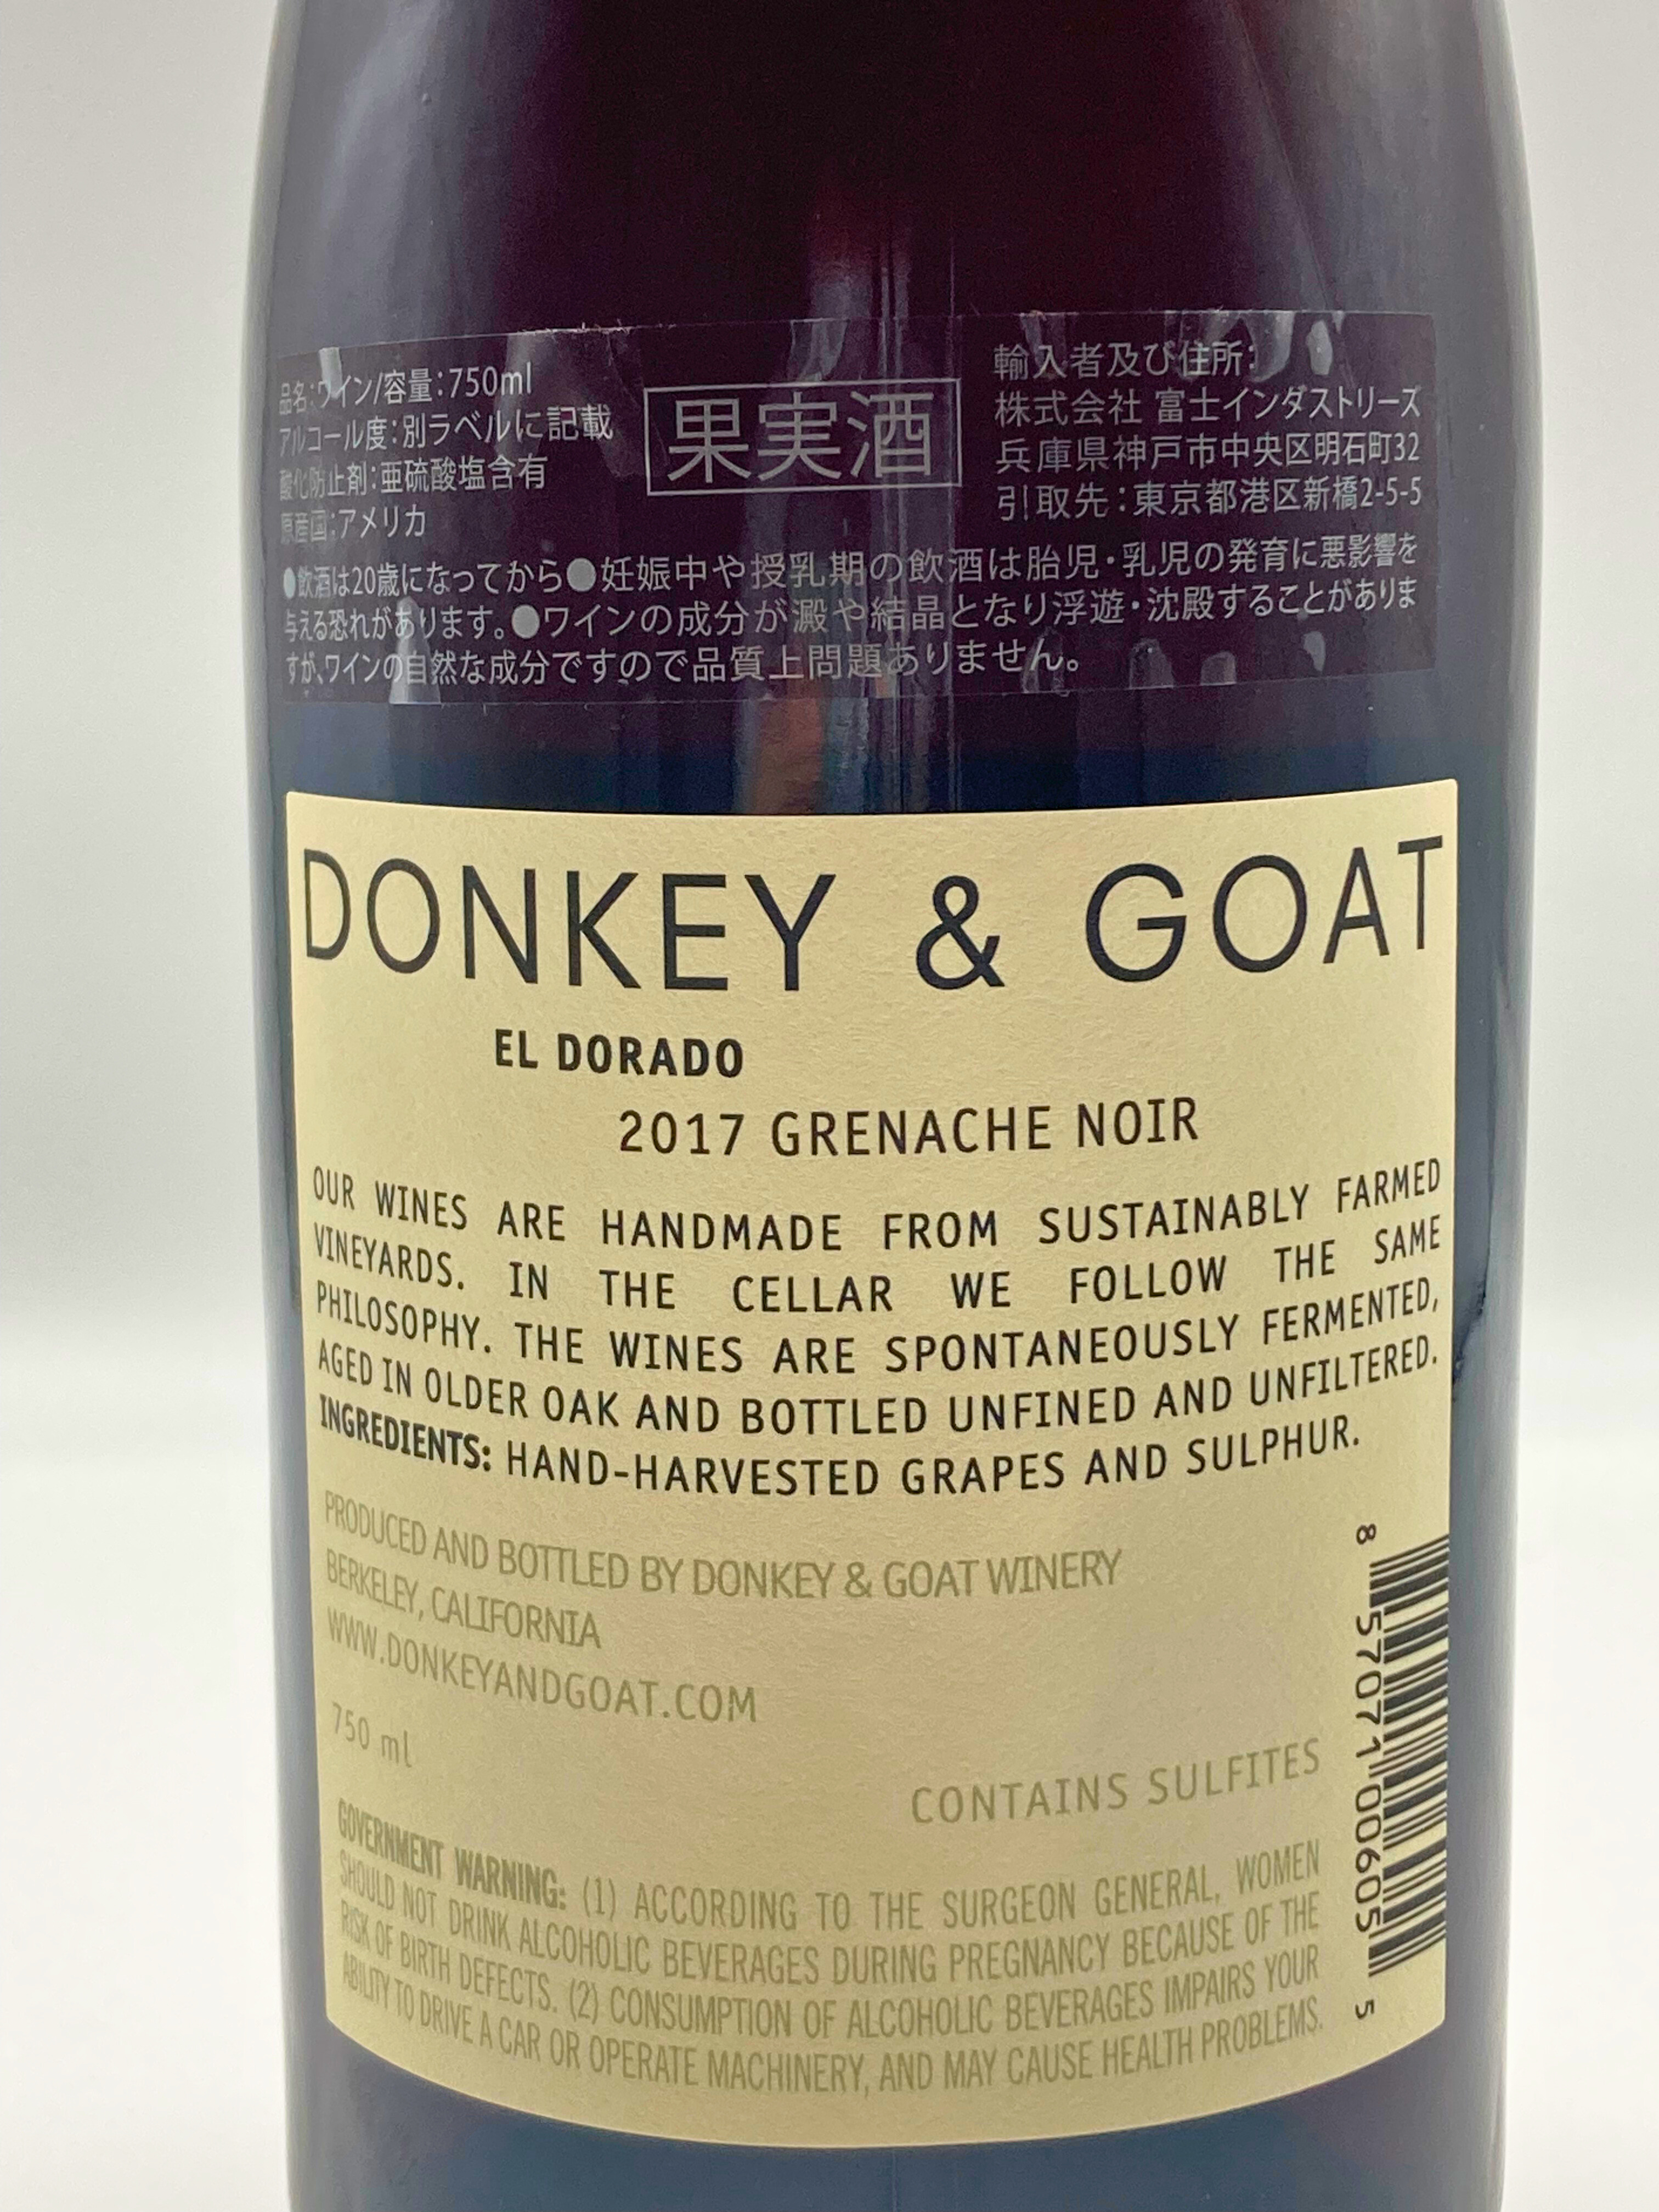 品名:ワイン/容量:750ml
アルコール度:別ラベルに記載
酸化防止剤:亜硫酸塩含有
原産国:アメリカ
果実酒
輸入者及び住所:
株式会社 富士インダストリーズ
兵庫県神戸市中央区明石町32
引取先:東京都港区新橋2-5-5
●飲酒は20歳になってから●妊娠中や授乳期の飲酒は胎児・乳児の発育に悪影響を
与える恐れがあります。●ワインの成分が澱や結晶となり浮遊・沈殿することがありま
すが、ワインの自然な成分ですので品質上問題ありません。
DONKEY & GOAT
EL DORADO
2017 GRENACHE NOIR
OUR WINES ARE HANDMADE FROM SUSTAINABLY FARMED
VINEYARDS. IN THE CELLAR WE FOLLOW THE SAME
PHILOSOPHY. THE WINES ARE SPONTANEOUSLY FERMENTED,
AGED IN OLDER OAK AND BOTTLED UNFINED AND UNFILTERED.
INGREDIENTS: HAND-HARVESTED GRAPES AND SULPHUR.
PRODUCED AND BOTTLED BY DONKEY & GOAT WINERY
BERKELEY, CALIFORNIA
WWW.DONKEYANDGOAT.COM
750 ml
CONTAINS SULFITES
GOVERNMENT WARNING: (1) ACCORDING TO THE SURGEON GENERAL, WOMEN
SHOULD NOT DRINK ALCOHOLIC BEVERAGES DURING PREGNANCY BECAUSE OF THE
RISK OF BIRTH DEFECTS. (2) CONSUMPTION OF ALCOHOLIC BEVERAGES IMPAIRS YOUR
ABILITY TO DRIVE A CAR OR OPERATE MACHINERY, AND MAY CAUSE HEALTH PROBLEMS.
8 57071 00605 5